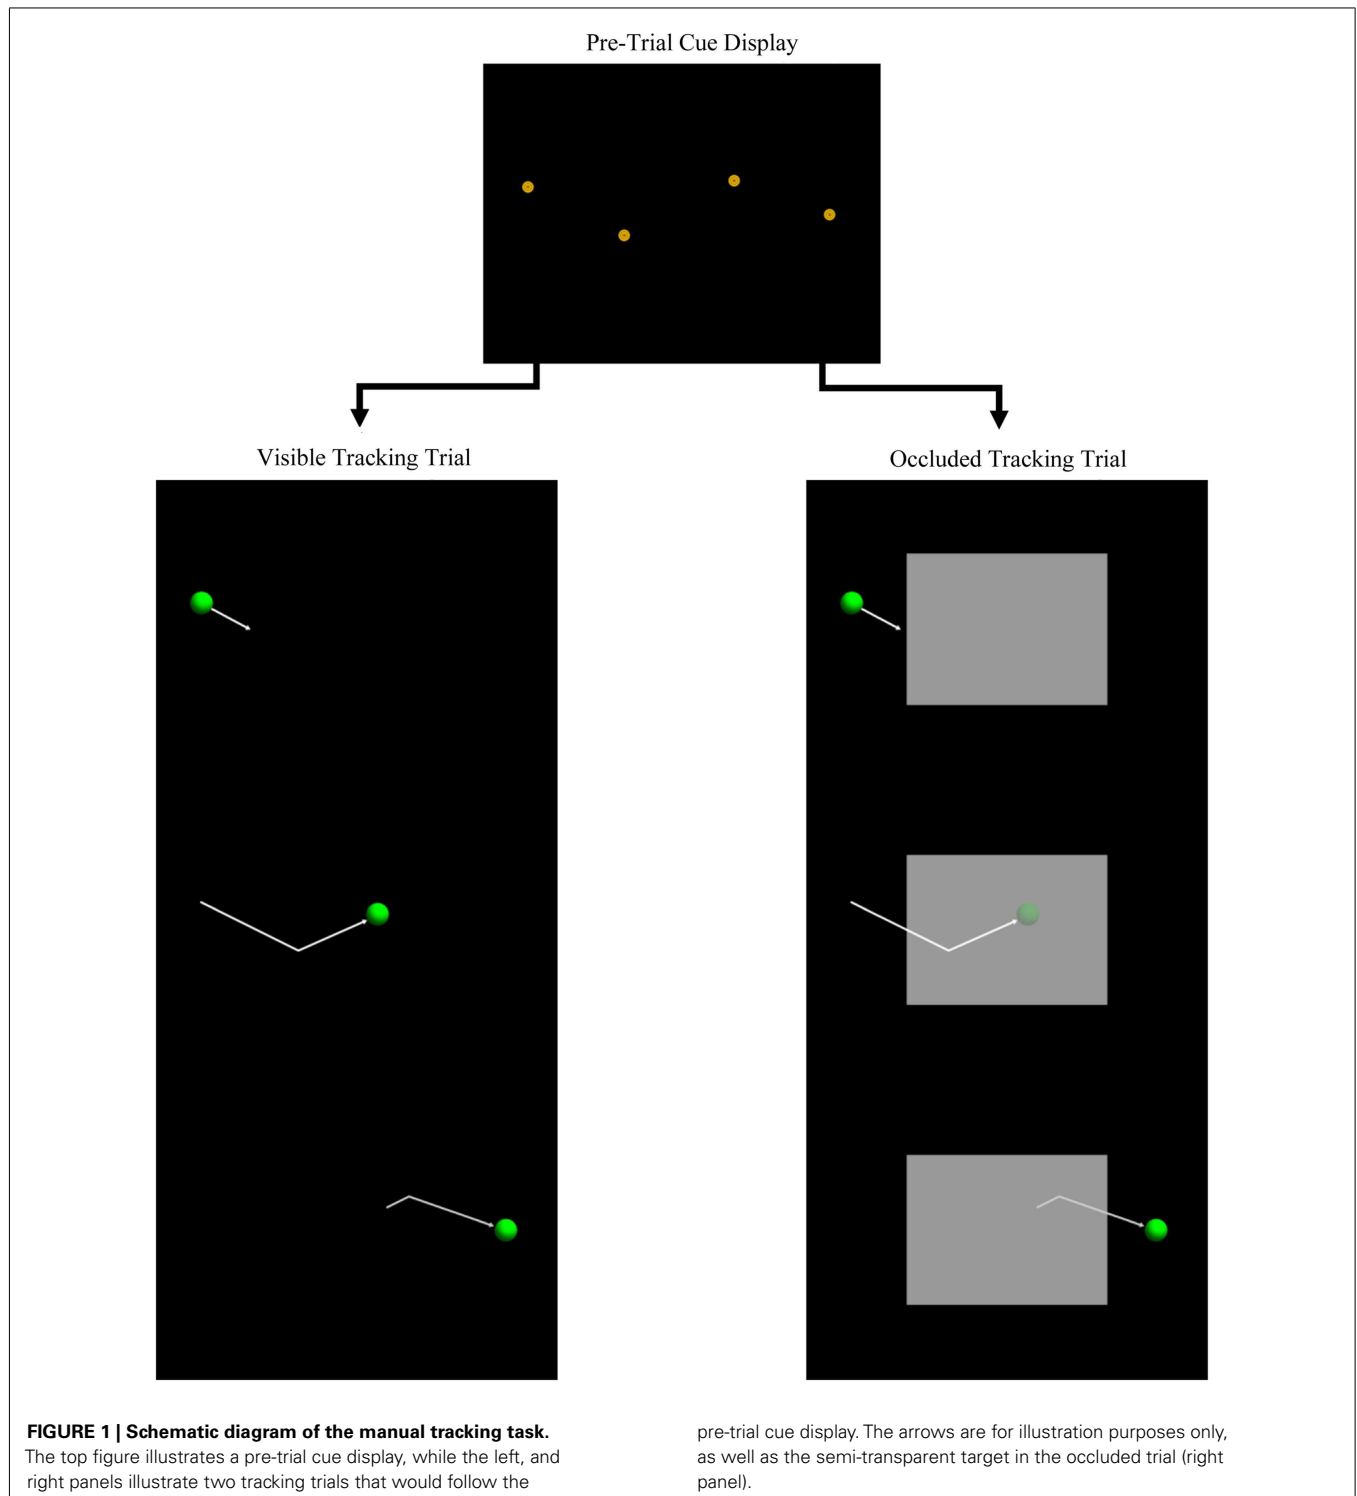 Pre-Trial Cue Display
Visible Tracking Trial
Occluded Tracking Trial
FIGURE 1 | Schematic diagram of the manual tracking task.
The top figure illustrates a pre-trial cue display, while the left, and
right panels illustrate two tracking trials that would follow the
pre-trial cue display. The arrows are for illustration purposes only,
as well as the semi-transparent target in the occluded trial (right
panel).